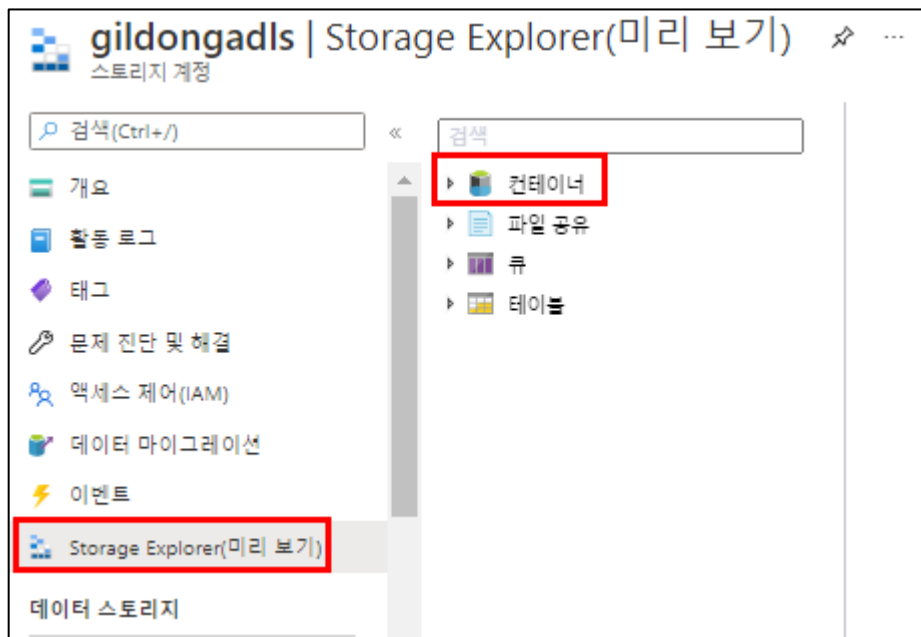 gildongadls | Storage Explorer(미리 보기)
스토리지 계정
검색(Ctrl+/)
개요
활동 로그
태그
문제 진단 및 해결
액세스 제어(IAM)
데이터 마이그레이션
이벤트
Storage Explorer(미리 보기)
데이터 스토리지
검색
컨테이너
파일 공유
큐
테이블